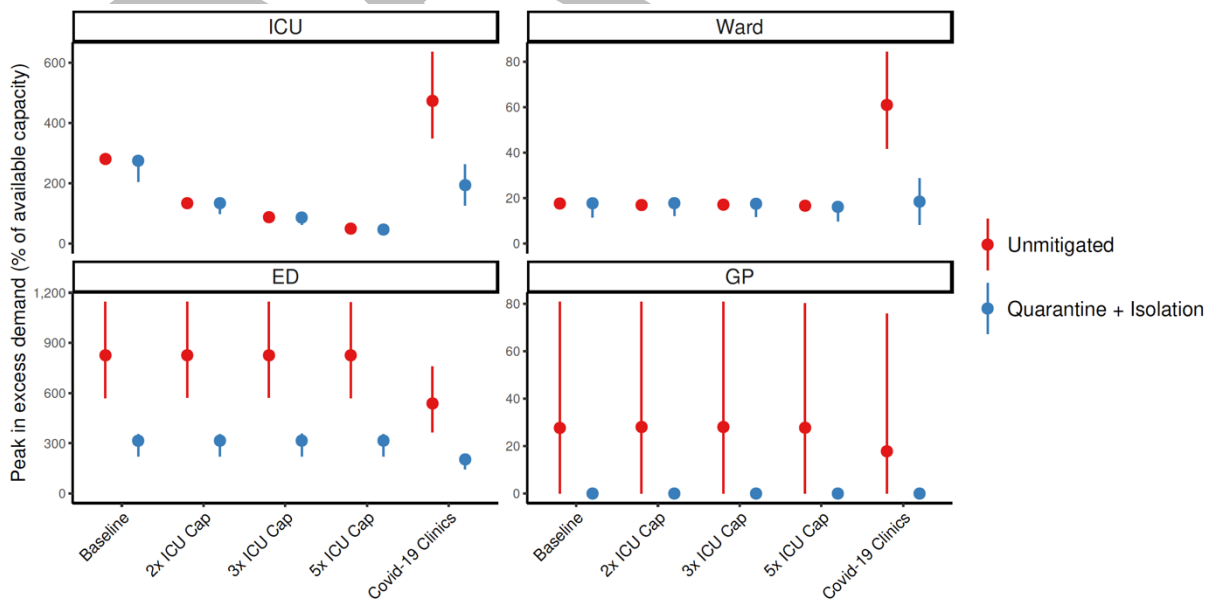 ICU
Ward
Peak in excess demand (% of available capacity)
600
400
200
0
80
60
40
20
0
ED
GP
1,200
900
600
300
0
80
60
40
20
0
Baseline
2x ICU Cap
3x ICU Cap
5x ICU Cap
Covid-19 Clinics
Baseline
2x ICU Cap
3x ICU Cap
5x ICU Cap
Covid-19 Clinics
Unmitigated
Quarantine + Isolation